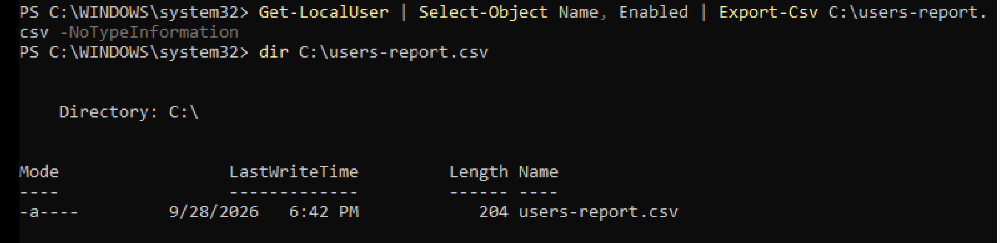 PS C:\WINDOWS\system32> Get-LocalUser | Select-Object Name, Enabled | Export-Csv C:\users-report.
csv -NoTypeInformation
PS C:\WINDOWS\system32> dir C:\users-report.csv
Directory: C:\
Mode LastWriteTime Length Name
---- ------------- ------ ----
-a---- 9/28/2026 6:42 PM 204 users-report.csv